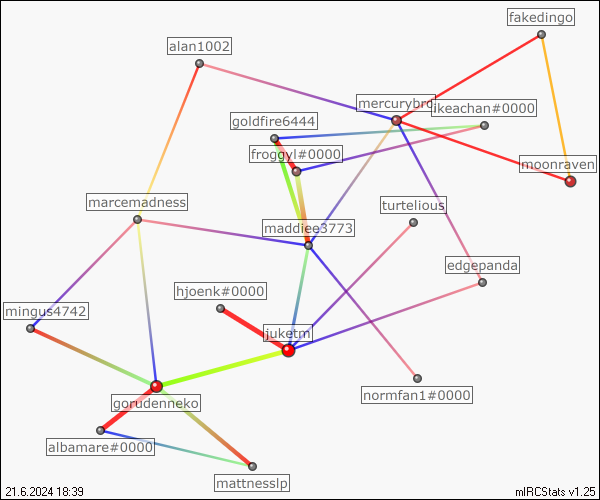 fakedingo
alan1002
mercurybro
ikeachan#0000
goldfire6444
froggyl#0000
moonraven
marcemadness
turtelious
maddiee3773
edgepanda
hjoenk#0000
mingus4742
juketm
normfan1#0000
gorudenneko
albamare#0000
mattnesslp
21.6.2024 18:39
mIRCStats v1.25